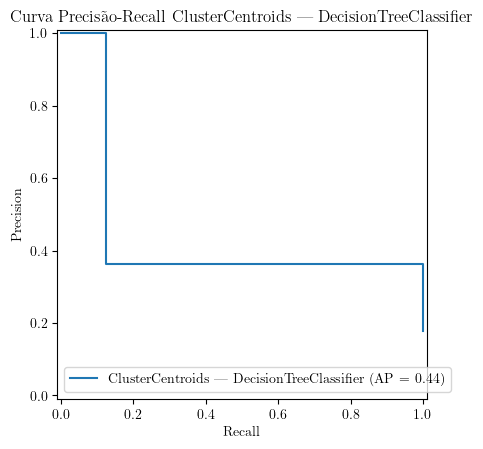 Curva Precisão-Recall ClusterCentroids — DecisionTreeClassifier
1.0
0.8
0.6
0.4
0.2
0.0
Precision
ClusterCentroids — DecisionTreeClassifier (AP = 0.44)
0.0 0.2 0.4 0.6 0.8 1.0
Recall